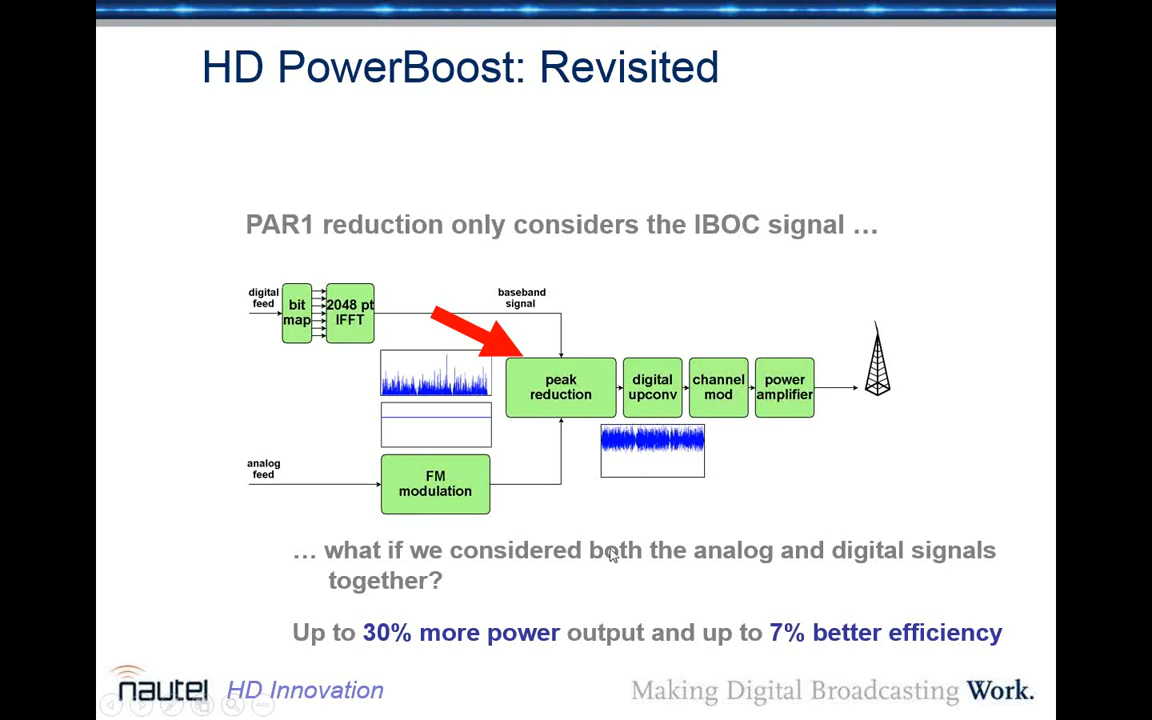 HD PowerBoost: Revisited
PAR1 reduction only considers the IBOC signal …
digital
feed
bit
map
2048 pt
IFFT
baseband
signal
peak
reduction
digital
upconv
channel
mod
power
amplifier
analog
feed
FM
modulation
… what if we considered both the analog and digital signals
together?
Up to 30% more power output and up to 7% better efficiency
nautel HD Innovation
Making Digital Broadcasting Work.